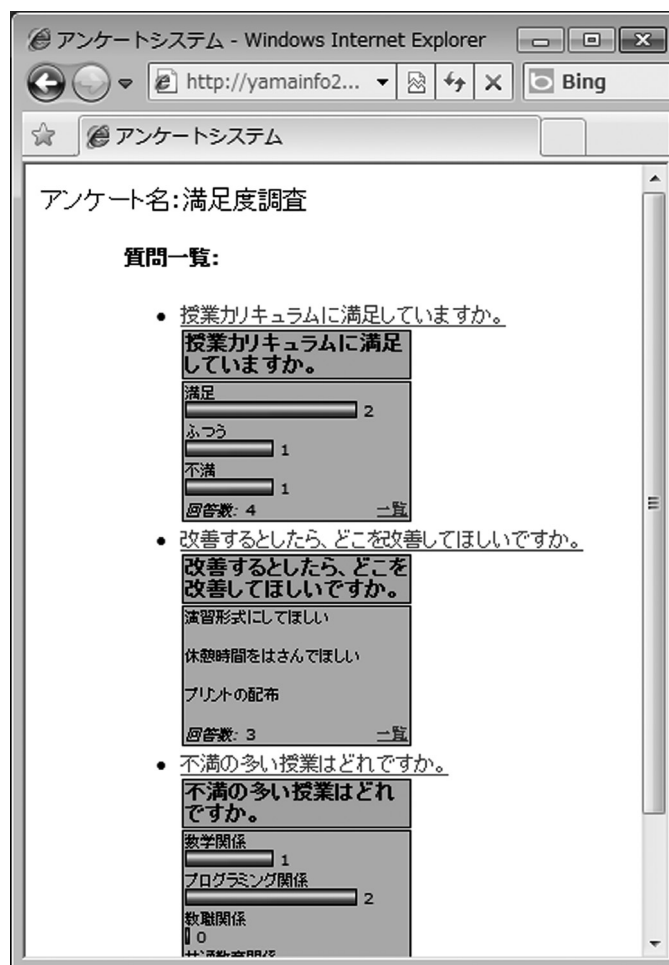 アンケートシステム - Windows Internet Explorer
http://yamainfo2...
Bing
アンケートシステム
アンケート名:満足度調査
質問一覧:
• 授業カリキュラムに満足していますか。
授業カリキュラムに満足
していますか。
満足
2
ふつう
1
不満
1
回答数: 4 一覧
• 改善するとしたら、どこを改善してほしいですか。
改善するとしたら、どこを
改善してほしいですか。
演習形式にしてほしい
休憩時間をはさんでほしい
プリントの配布
回答数: 3 一覧
• 不満の多い授業はどれですか。
不満の多い授業はどれ
ですか。
数学関係
1
プログラミング関係
2
教職関係
0